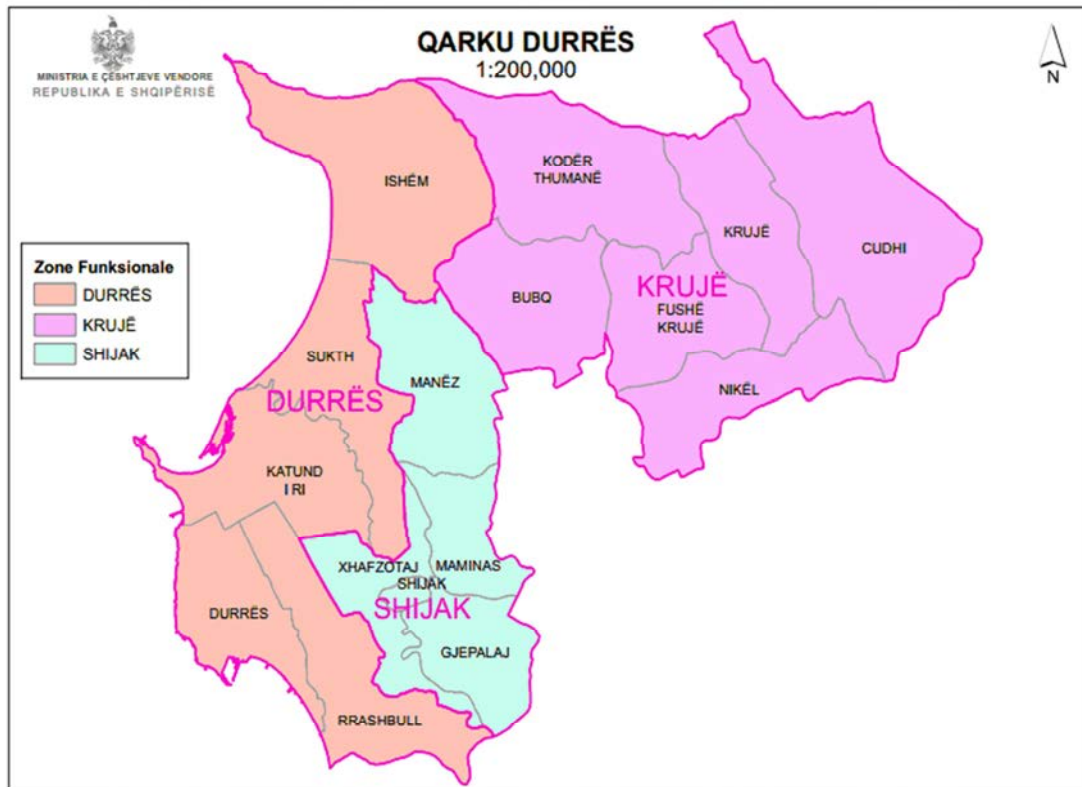 MINISTRIA E ÇËSHTJEVE VENDORE
REPUBLIKA E SHQIPËRISË
QARKU DURRËS
1:200,000
N
Zone Funksionale
DURRËS
KRUJË
SHIJAK
ISHËM
KODËR
THUMANË
KRUJË
CUDHI
BUBQ
KRUJË
FUSHË
KRUJË
NIKËL
SUKTH
MANËZ
DURRËS
KATUND
I RI
XHAFZOTAJ
MAMINAS
SHIJAK
SHIJAK
DURRËS
GJEPALAJ
RRASHBULL